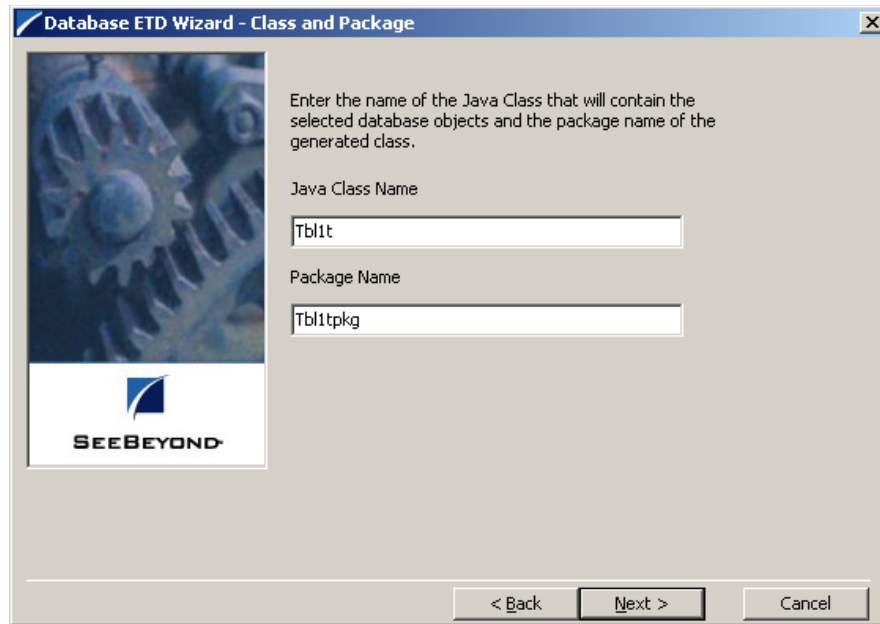 Database ETD Wizard - Class and Package
Enter the name of the Java Class that will contain the
selected database objects and the package name of the
generated class.
Java Class Name
Tbl1t
Package Name
Tbl1tpkg
SEEBEYOND
< Back Next > Cancel